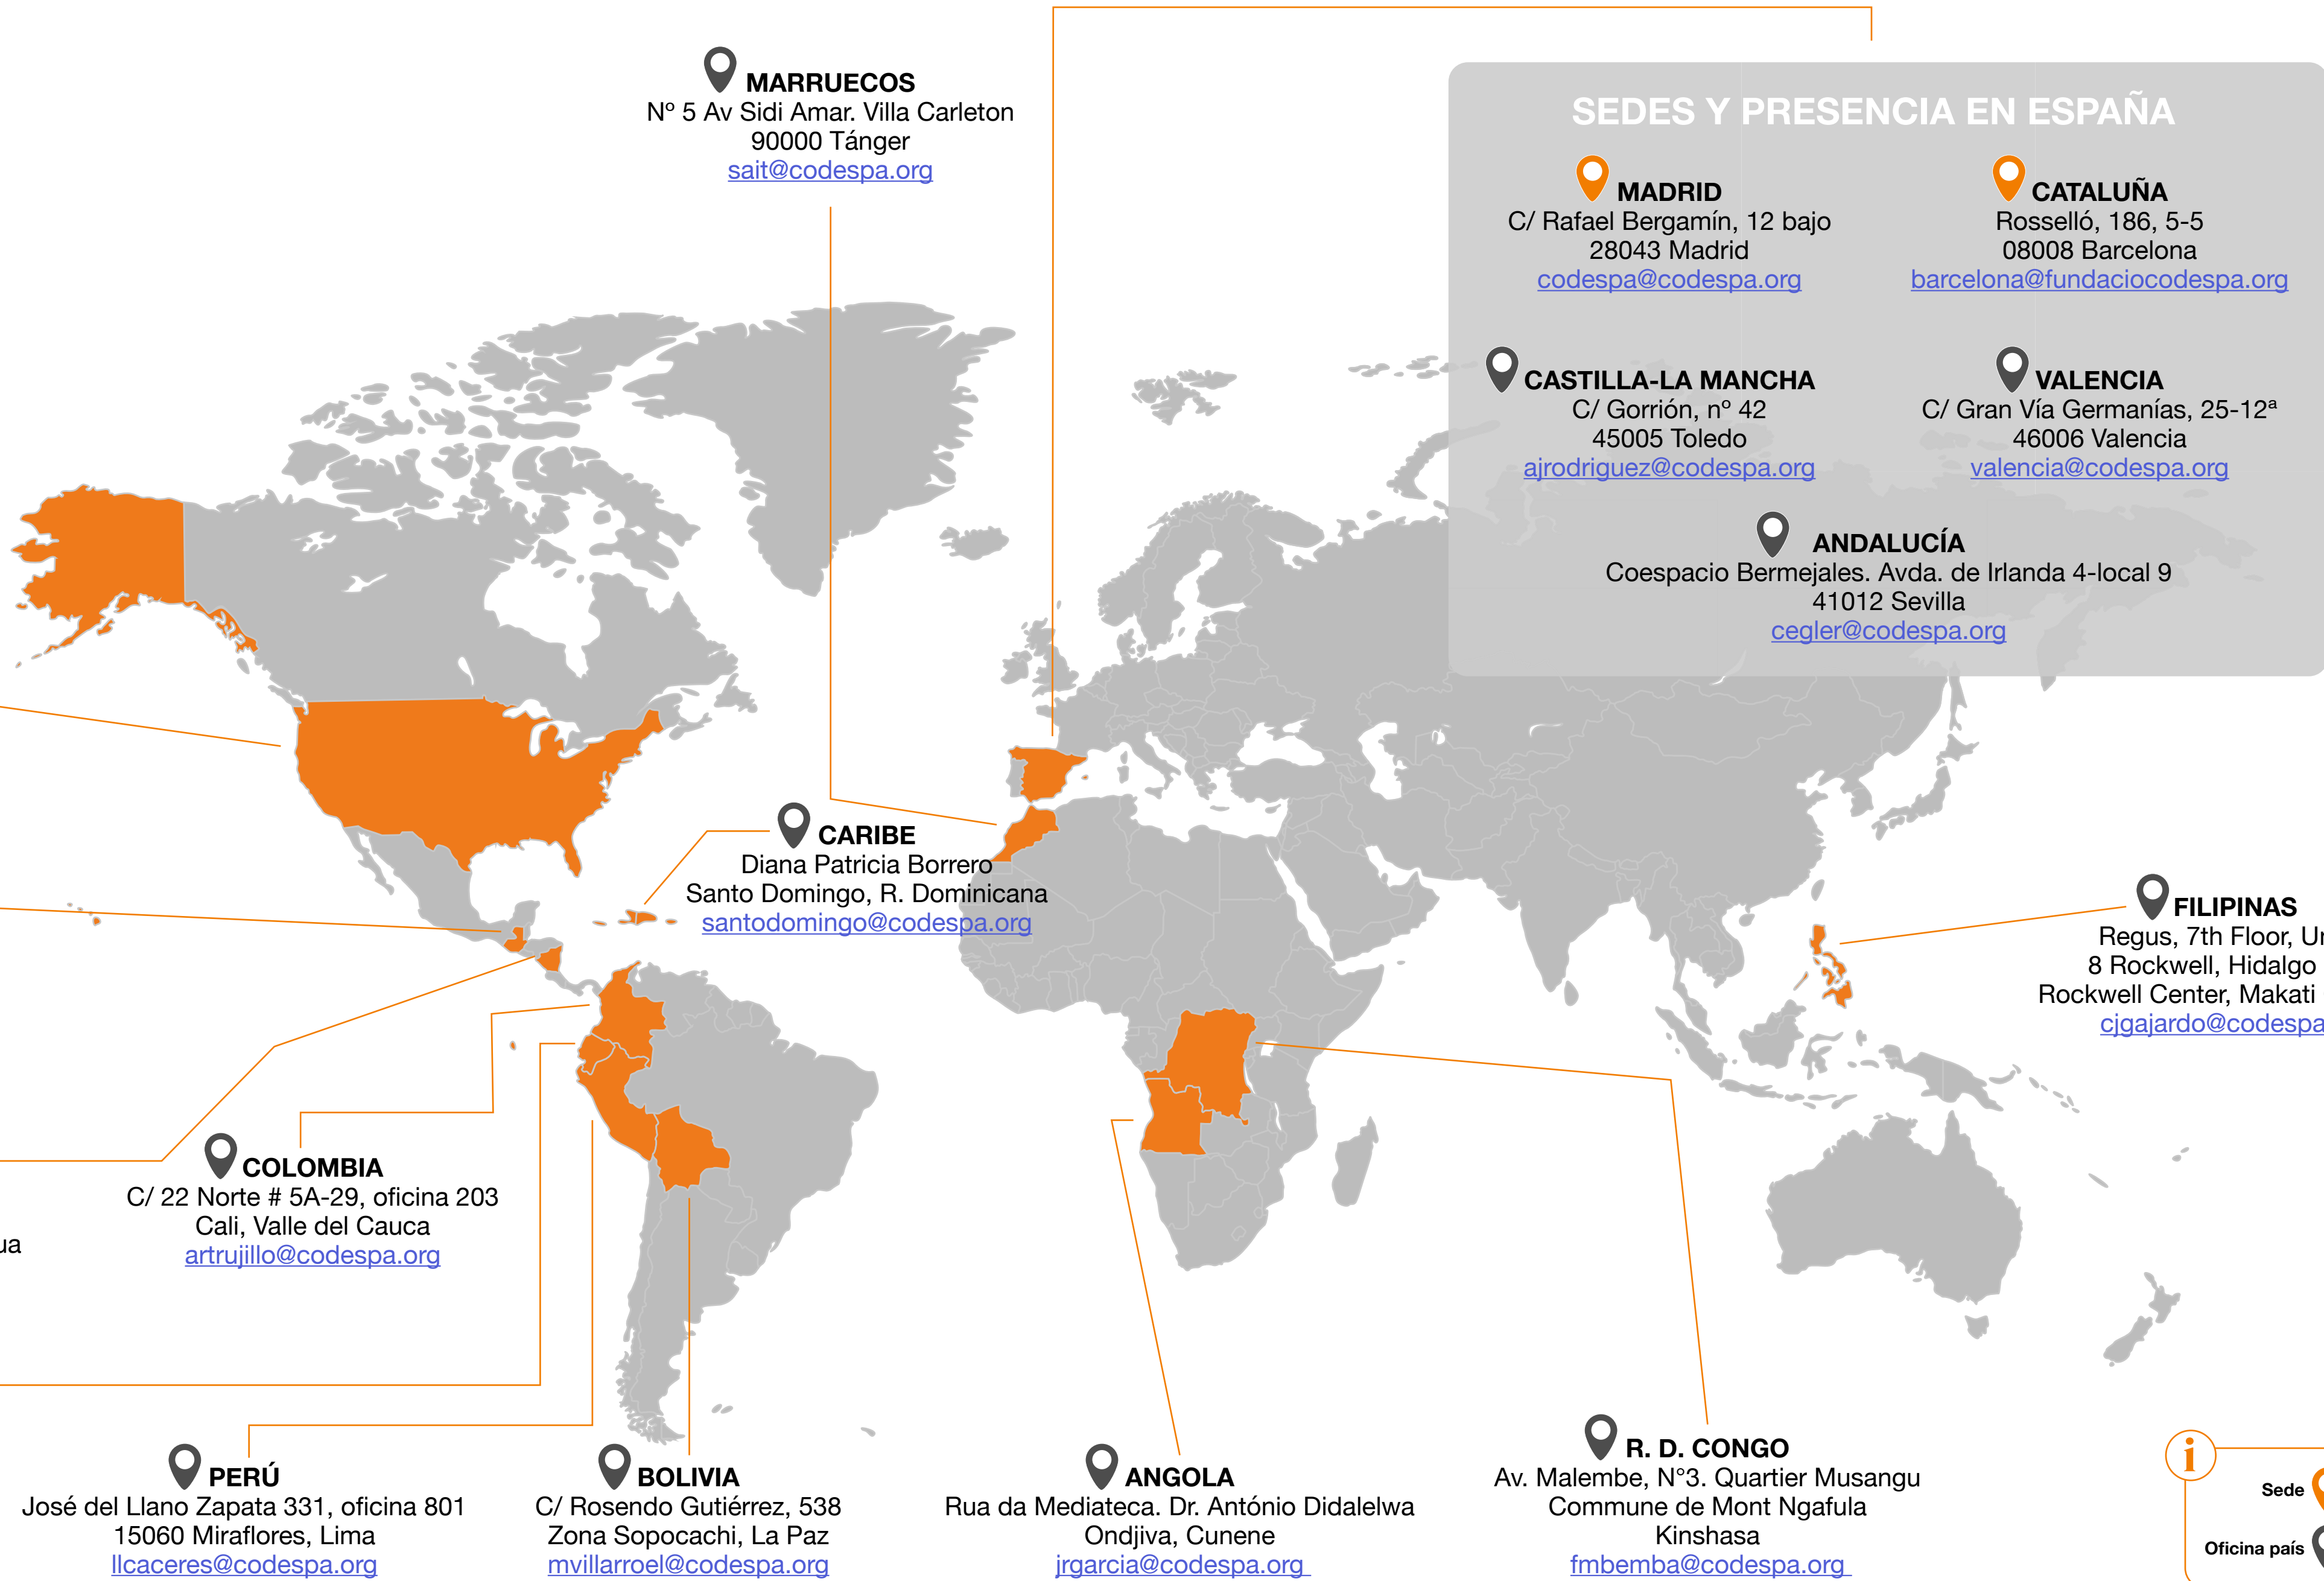 MARRUECOS
Nº 5 Av Sidi Amar. Villa Carleton
90000 Tánger
sait@codespa.org
SEDES Y PRESENCIA EN ESPAÑA
MADRID
C/ Rafael Bergamín, 12 bajo
28043 Madrid
codespa@codespa.org
CATALUÑA
Rosselló, 186, 5-5
08008 Barcelona
barcelona@fundaciocodespa.org
CASTILLA-LA MANCHA
C/ Gorrión, nº 42
45005 Toledo
ajrodriguez@codespa.org
VALENCIA
C/ Gran Vía Germanías, 25-12ª
46006 Valencia
valencia@codespa.org
ANDALUCÍA
Coespacio Bermejales. Avda. de Irlanda 4-local 9
41012 Sevilla
cegler@codespa.org
CARIBE
Diana Patricia Borrero
Santo Domingo, R. Dominicana
santodomingo@codespa.org
FILIPINAS
Regus, 7th Floor,
8 Rockwell, Hidalgo
Rockwell Center, Makati
cjgajardo@codespa
COLOMBIA
C/ 22 Norte # 5A-29, oficina 203
Cali, Valle del Cauca
artrujillo@codespa.org
PERÚ
José del Llano Zapata 331, oficina 801
15060 Miraflores, Lima
llcaceres@codespa.org
BOLIVIA
C/ Rosendo Gutiérrez, 538
Zona Sopocachi, La Paz
mvillarroel@codespa.org
ANGOLA
Rua da Mediateca. Dr. António Didalelwa
Ondjiva, Cunene
jrgarcia@codespa.org
R. D. CONGO
Av. Malembe, N°3. Quartier Musangu
Commune de Mont Ngafula
Kinshasa
fmbemba@codespa.org
i
Sede
Oficina país